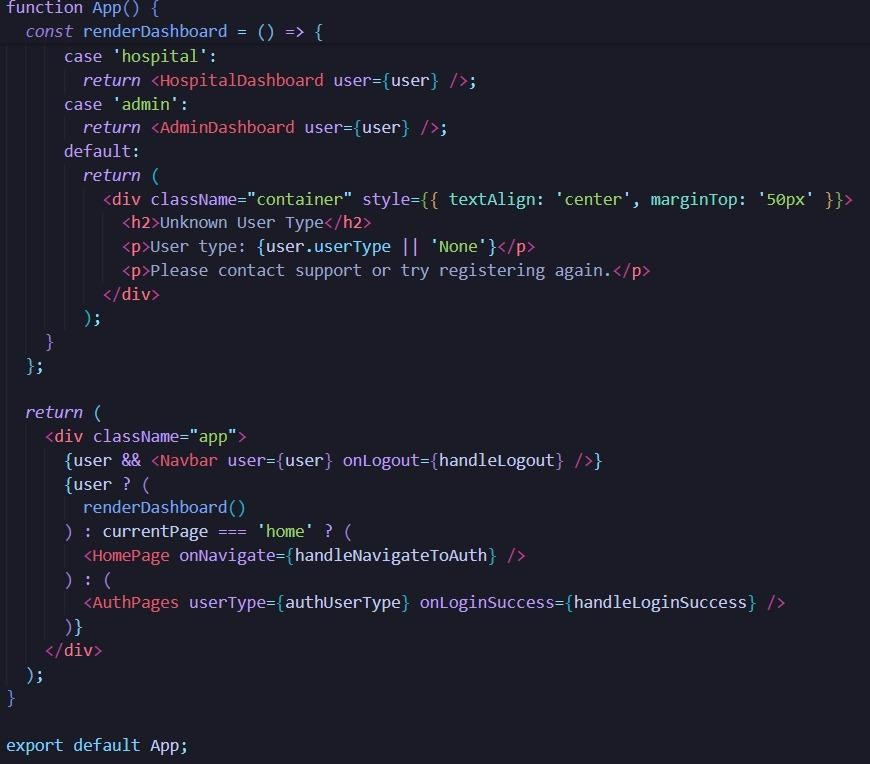 function App() {
  const renderDashboard = () => {
      case 'hospital':
        return <HospitalDashboard user={user} />;
      case 'admin':
        return <AdminDashboard user={user} />;
      default:
        return (
          <div className="container" style={{ textAlign: 'center', marginTop: '50px' }}>
            <h2>Unknown User Type</h2>
            <p>User type: {user.userType || 'None'}</p>
            <p>Please contact support or try registering again.</p>
          </div>
        );
    }
  };

  return (
    <div className="app">
      {user && <Navbar user={user} onLogout={handleLogout} />}
      {user ? (
        renderDashboard()
      ) : currentPage === 'home' ? (
        <HomePage onNavigate={handleNavigateToAuth} />
      ) : (
        <AuthPages userType={authUserType} onLoginSuccess={handleLoginSuccess} />
      )}
    </div>
  );
}

export default App;